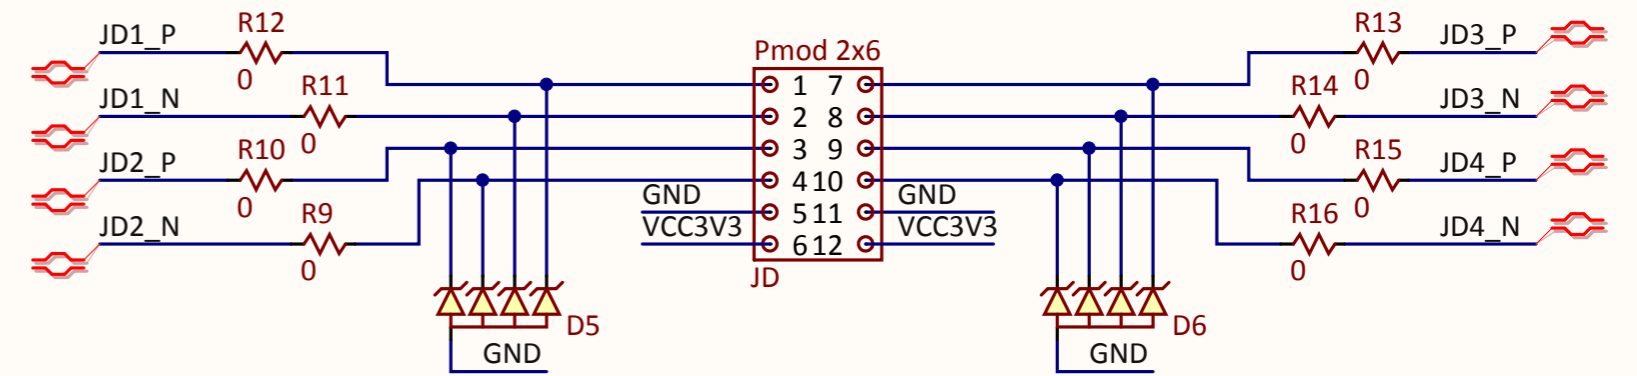 R12
JD1_P
0
R11
JD1_N
0
R10
JD2_P
0
R9
JD2_N
0
Pmod 2x6
1 7
2 8
3 9
4 10
5 11
6 12
JD
GND
VCC3V3
GND
VCC3V3
R13
JD3_P
0
R14
JD3_N
0
R15
JD4_P
0
R16
JD4_N
0
D5
GND
D6
GND